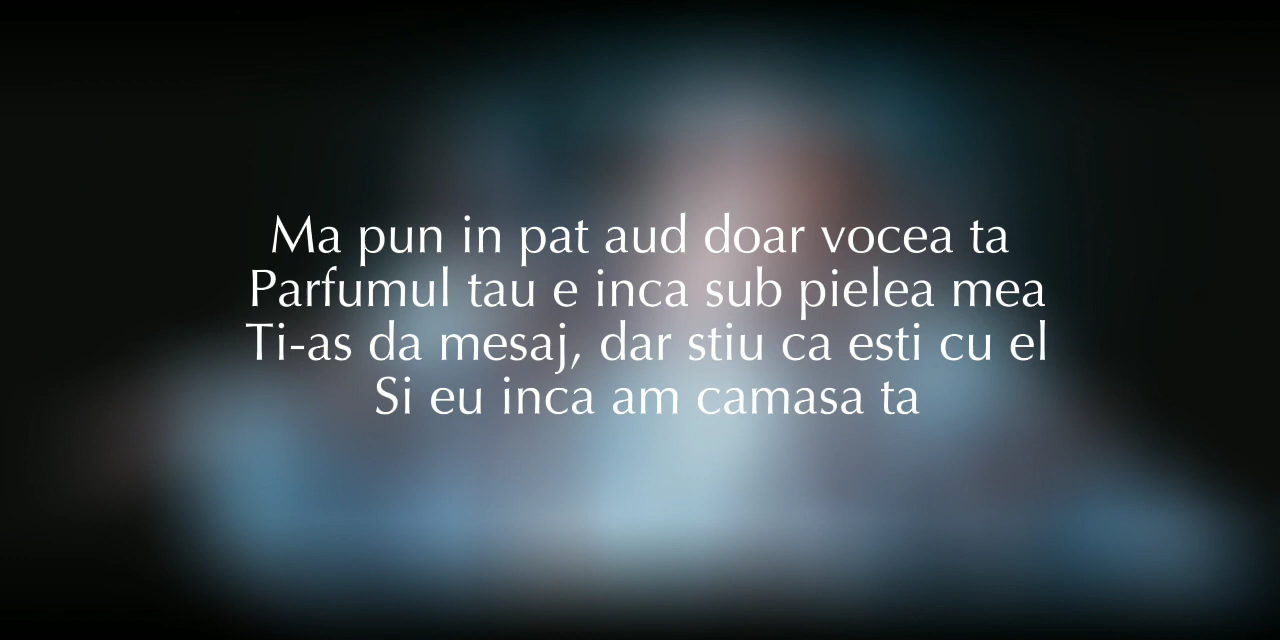 Ma pun in pat aud doar vocea ta
Parfumul tau e inca sub pielea mea
Ti-as da mesaj, dar stiu ca esti cu el
Si eu inca am camasa ta